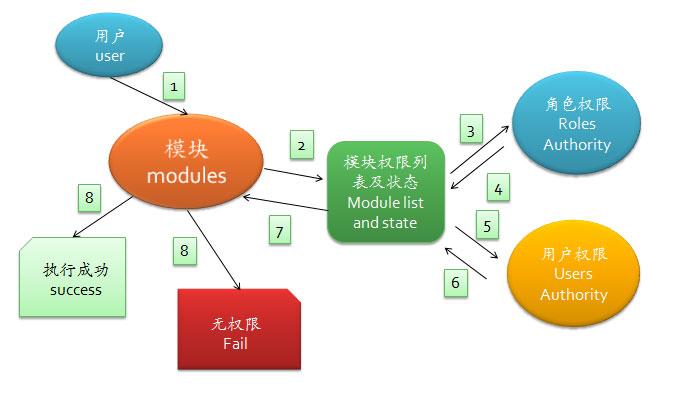 用户
user
1
模块
modules
2
模块权限列
表及状态
Module list
and state
3
角色权限
Roles
Authority
4
5
用户权限
Users
Authority
6
7
8
执行成功
success
8
无权限
Fail